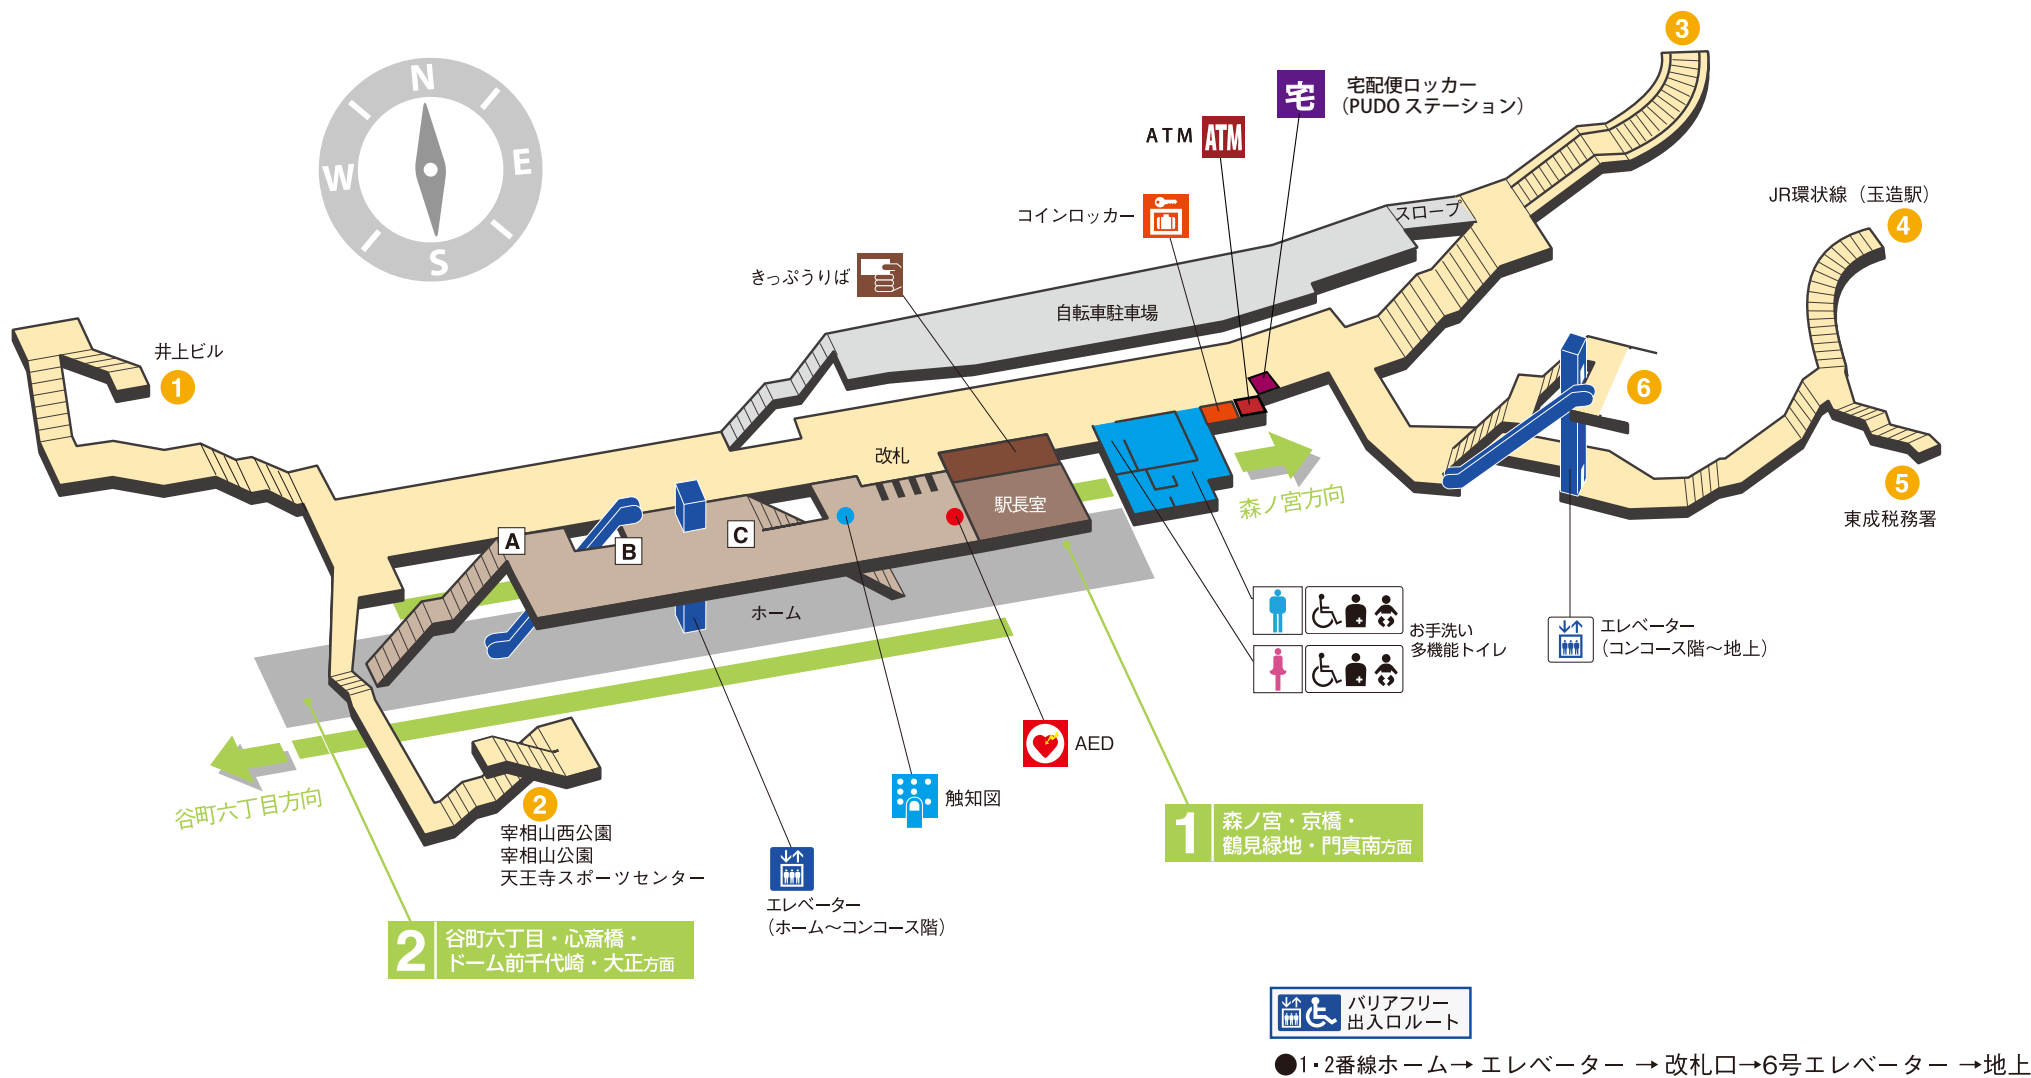 N
E
S
W
3
宅
宅配便ロッカー
（PUDO ステーション）
ATM
ATM
JR環状線（玉造駅）
4
コインロッカー
スロープ
きっぷうりば
自転車駐車場
井上ビル
1
6
改札
駅長室
森ノ宮方向
5
東成税務署
A
B
C
ホーム
お手洗い
多機能トイレ
エレベーター
（コンコース階～地上）
AED
触知図
谷町六丁目方向
2
宰相山西公園
宰相山公園
天王寺スポーツセンター
1
森ノ宮・京橋・
鶴見緑地・門真南方面
エレベーター
（ホーム～コンコース階）
2
谷町六丁目・心斎橋・
ドーム前千代崎・大正方面
バリアフリー
出入口ルート
●1・2番線ホーム→ エレベーター → 改札口→6号エレベーター →地上